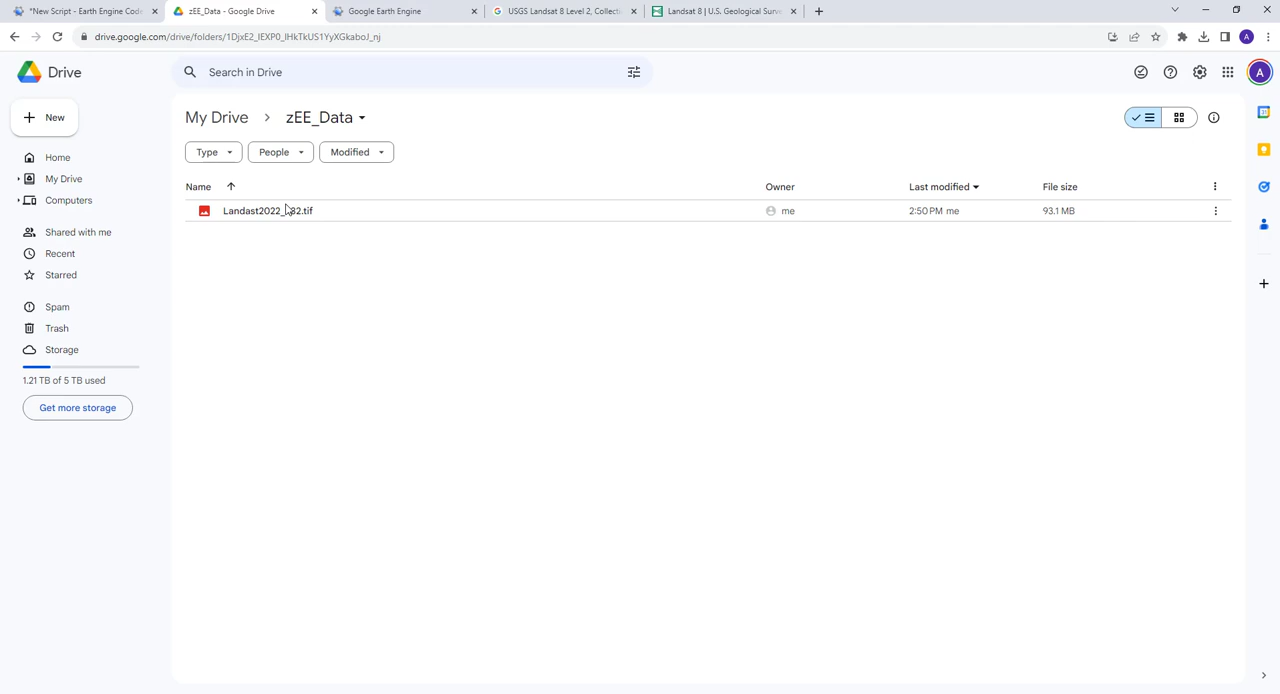 *New Script - Earth Engine Code
zEE_Data - Google Drive
Google Earth Engine
USGS Landsat 8 Level 2, Collecti
Landsat 8 | U.S. Geological Surve
drive.google.com/drive/folders/1DjxE2_IEXP0_IHkTkUS1YyXGkaboJ_nj
A
Drive
Search in Drive
A
New
My Drive > zEE_Data
Type
People
Modified
Home
My Drive
Computers
Shared with me
Recent
Starred
Spam
Trash
Storage
1.21 TB of 5 TB used
Get more storage
Name
Owner
Last modified
File size
me
2:50 PM me
93.1 MB